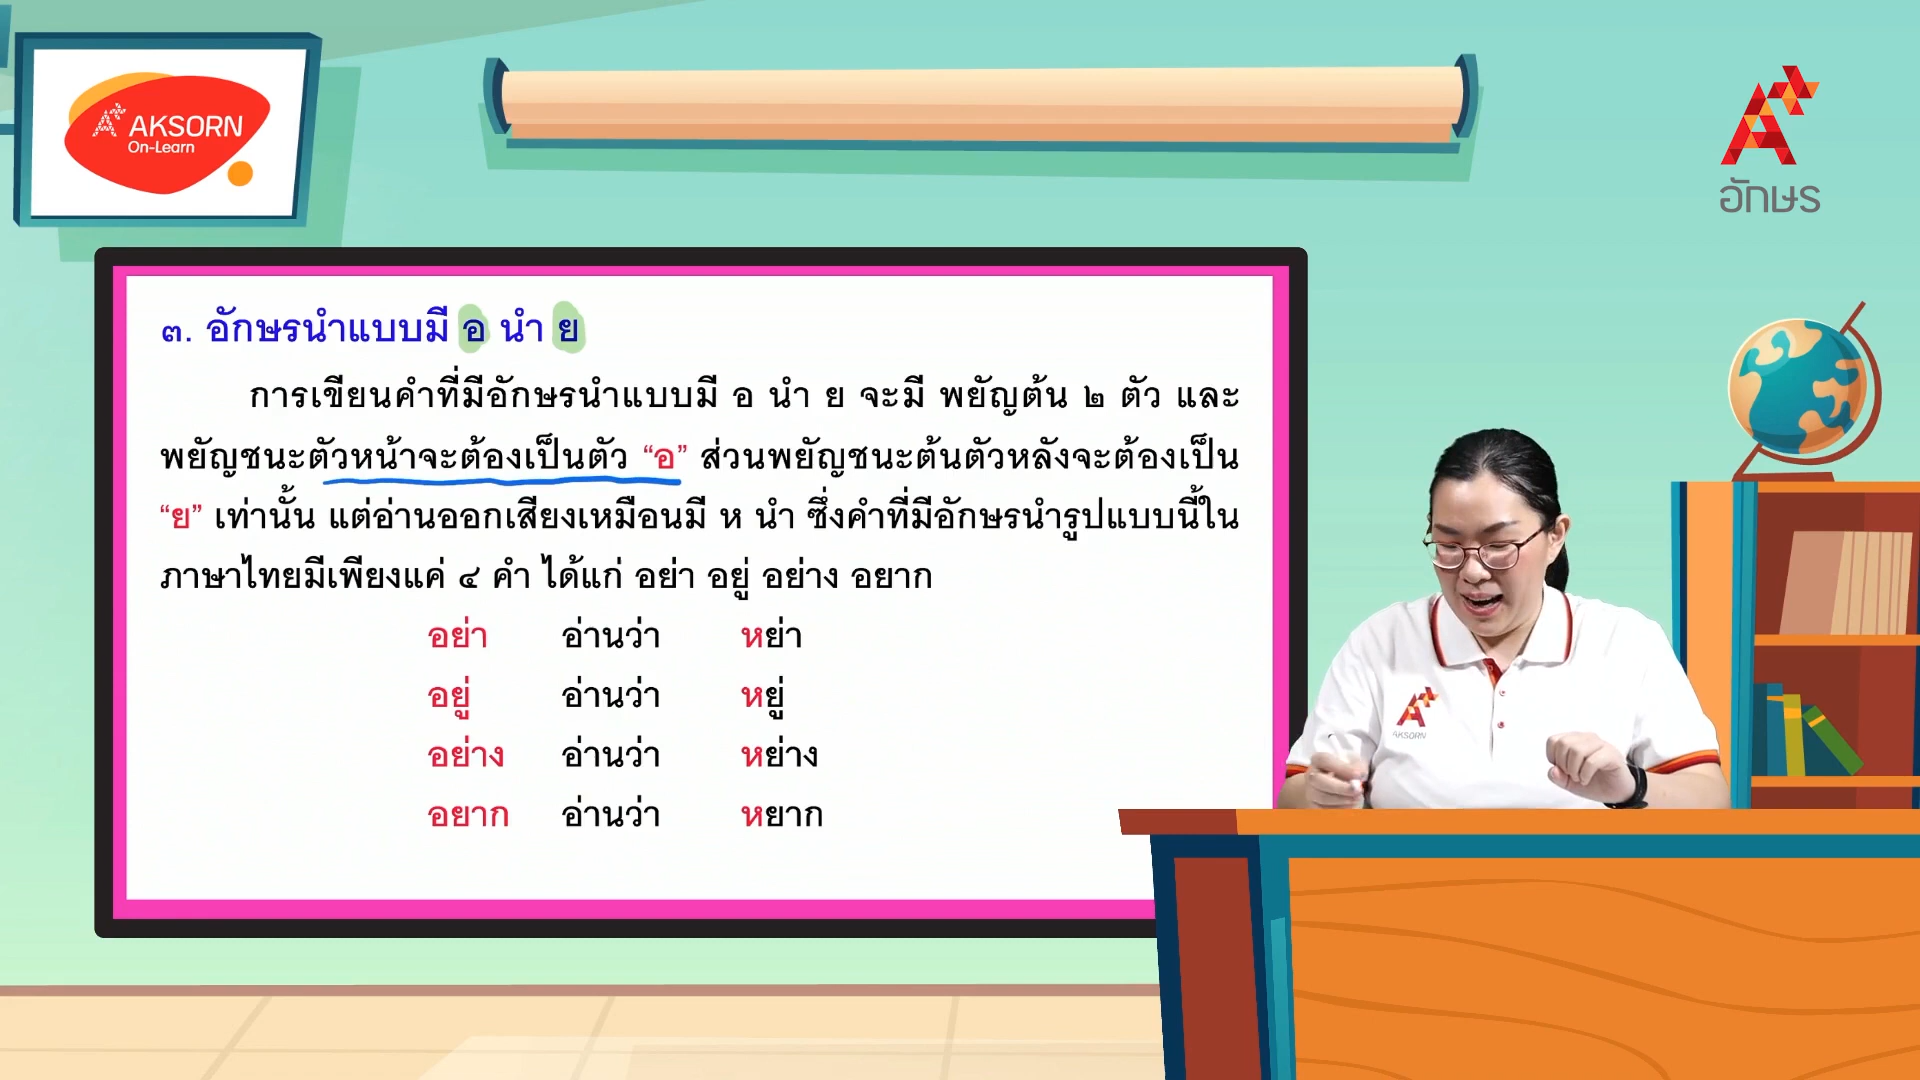 AKSORN
On-Learn
อักษร
๓. อักษรนำแบบมี อ นำ ย
การเขียนคำที่มีอักษรนำแบบมี อ นำ ย จะมี พยัญต้น ๒ ตัว และ
พยัญชนะตัวหน้าจะต้องเป็นตัว “อ” ส่วนพยัญชนะต้นตัวหลังจะต้องเป็น
“ย” เท่านั้น แต่อ่านออกเสียงเหมือนมี ห นำ ซึ่งคำที่มีอักษรนำรูปแบบนี้ใน
ภาษาไทยมีเพียงแค่ ๔ คำ ได้แก่ อย่า อยู่ อย่าง อยาก
อย่า อ่านว่า หย่า
อยู่ อ่านว่า หยู่
อย่าง อ่านว่า หย่าง
อยาก อ่านว่า หยาก
AKSORN